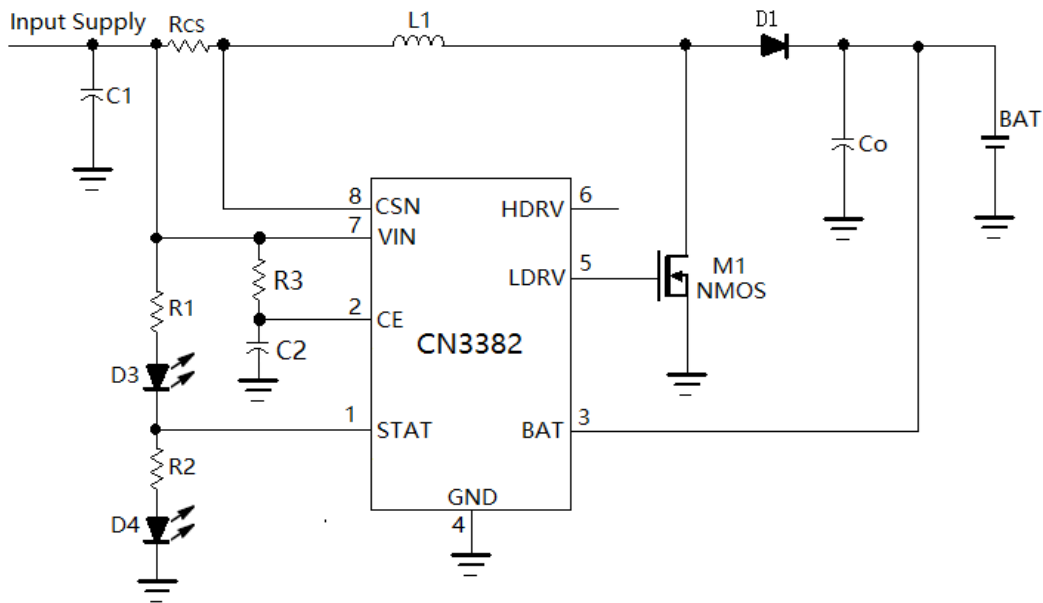 Input Supply
Rcs
L1
D1
C1
Co
BAT
8
CSN
HDRV
6
7
VIN
R3
LDRV
5
M1
NMOS
R1
2
CE
CN3382
C2
D3
1
STAT
BAT
3
R2
GND
4
D4